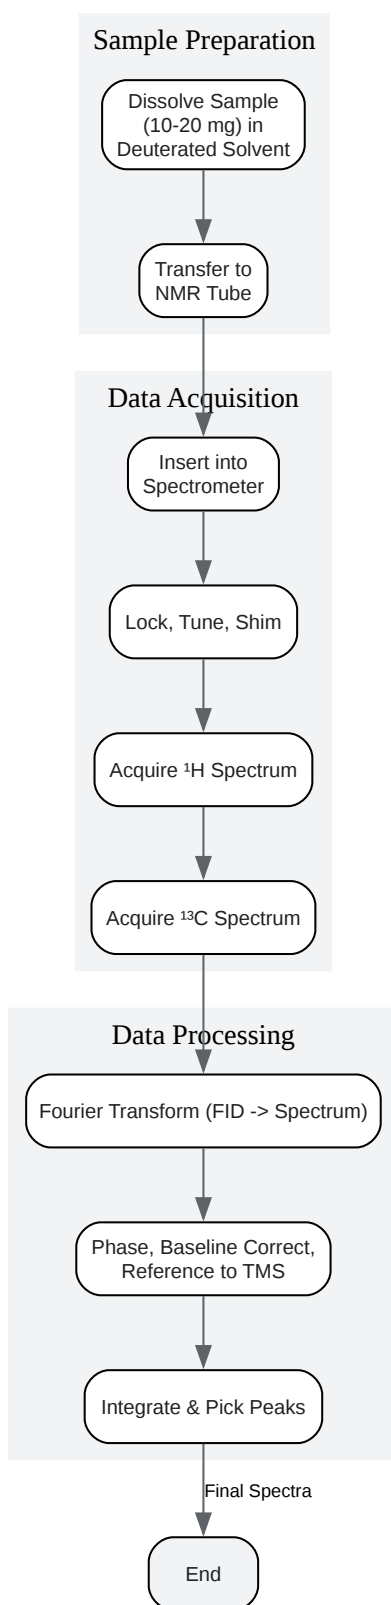 Sample Preparation
Dissolve Sample
(10-20 mg) in
Deuterated Solvent
Transfer to
NMR Tube
Data Acquisition
Insert into
Spectrometer
Lock, Tune, Shim
Acquire ¹H Spectrum
Acquire ¹³C Spectrum
Data Processing
Fourier Transform (FID -> Spectrum)
Phase, Baseline Correct,
Reference to TMS
Integrate & Pick Peaks
Final Spectra
End